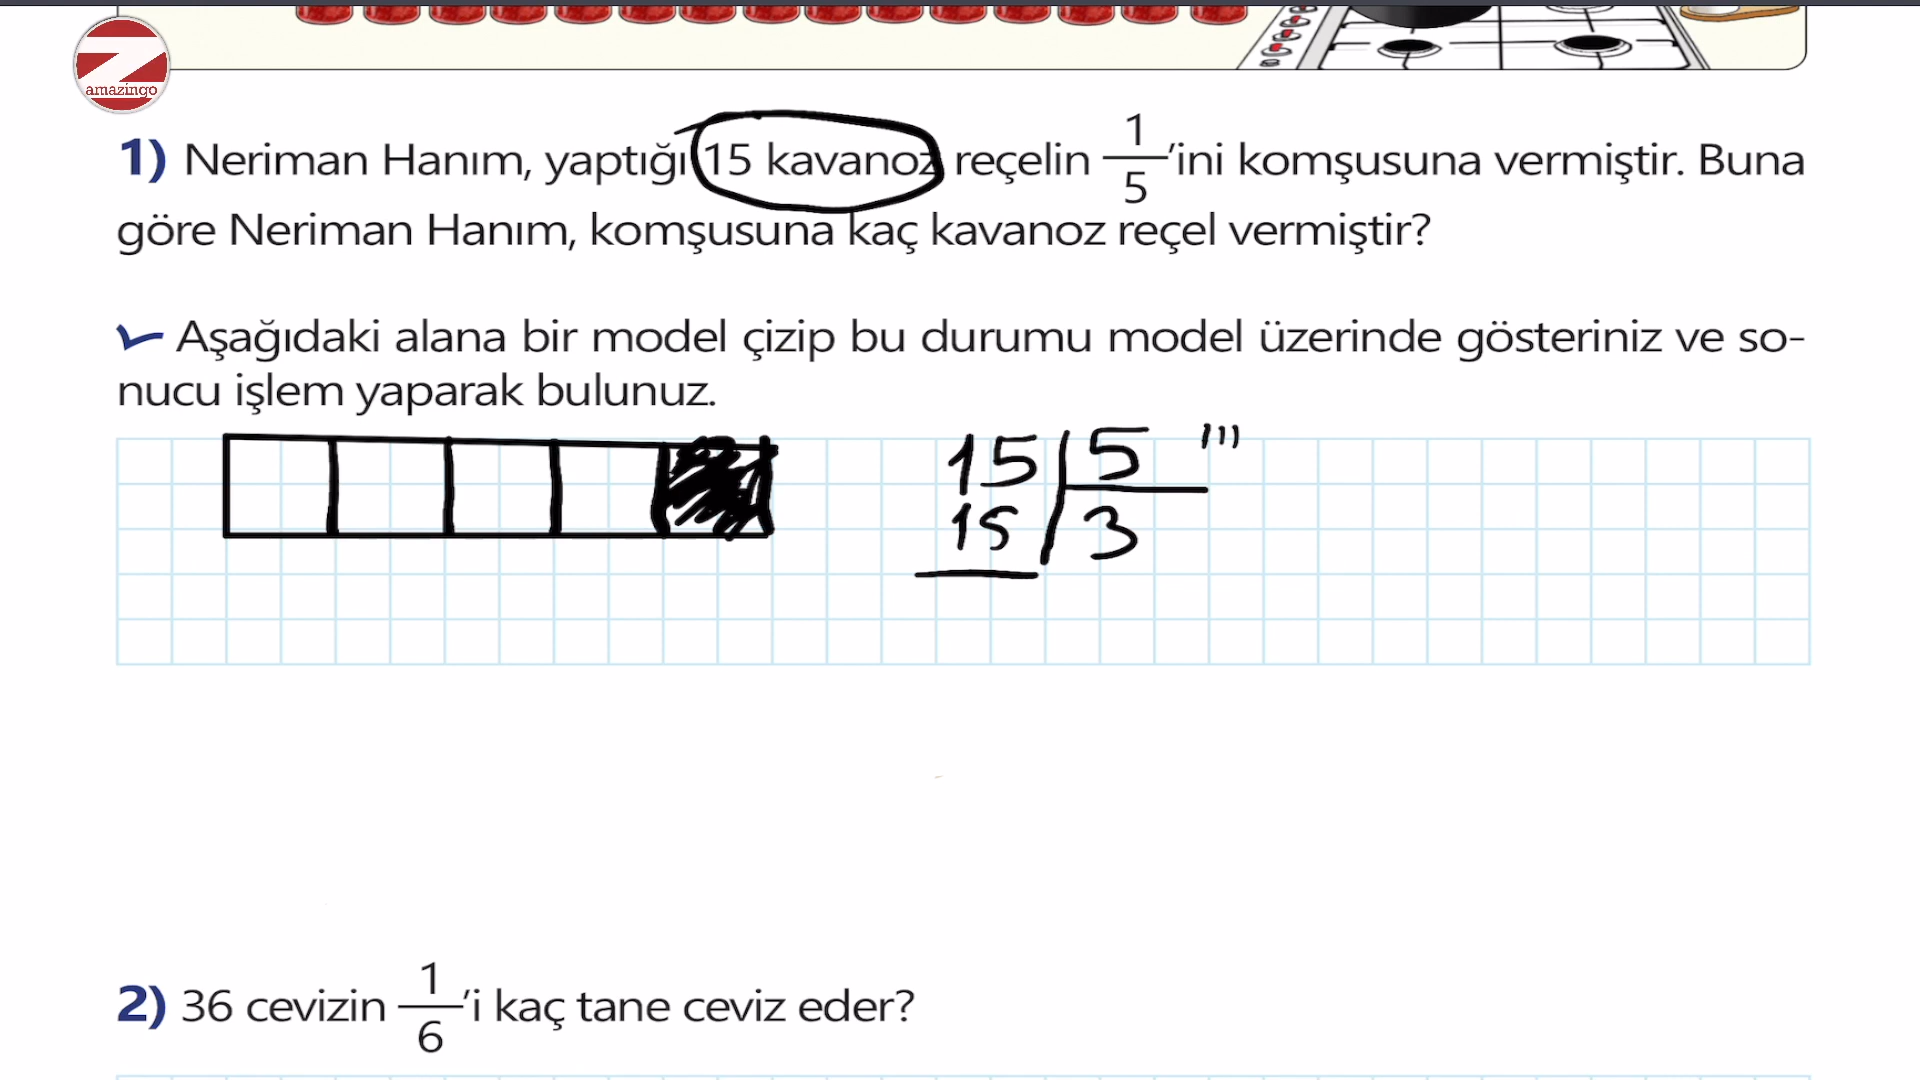 amazingo
1) Neriman Hanım, yaptığı 15 kavanoz reçelin 1/5 'ini komşusuna vermiştir. Buna
göre Neriman Hanım, komşusuna kaç kavanoz reçel vermiştir?
Aşağıdaki alana bir model çizip bu durumu model üzerinde gösteriniz ve so-
nucu işlem yaparak bulunuz.
15 5
15 3
2) 36 cevizin 1/6 'i kaç tane ceviz eder?